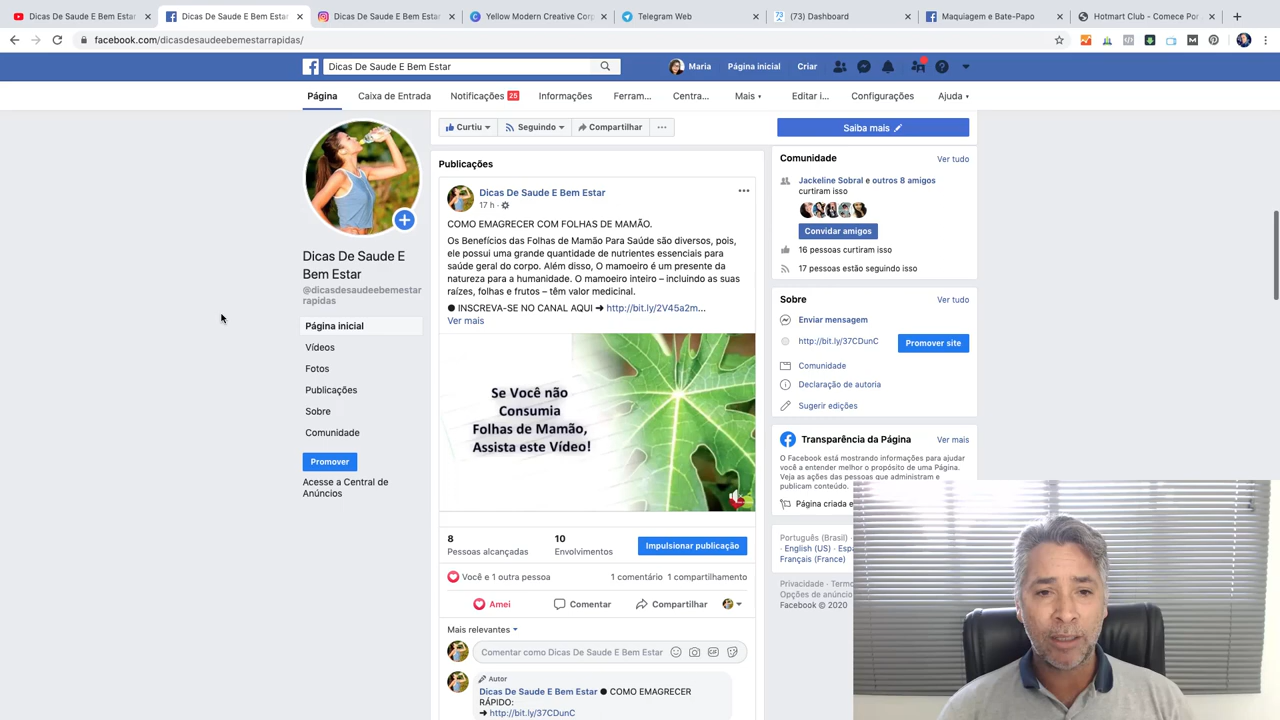 Dicas De Saude E Bem Estar
Dicas De Saude E Bem Estar
Dicas De Saude E Bem Estar
Yellow Modern Creative Corp
Telegram Web
(73) Dashboard
Maquiagem e Bate-Papo
Hotmart Club - Comece Por
facebook.com/dicasdesaudeebemestarrapidas/
Dicas De Saude E Bem Estar
Maria
Página inicial
Criar
Página
Caixa de Entrada
Notificações 25
Informações
Ferram...
Centra...
Mais
Editar i...
Configurações
Ajuda
Curtiu
Seguindo
Compartilhar
Saiba mais
Dicas De Saude E
Bem Estar
@dicasdesaudeebemestar
rapidas
Página inicial
Vídeos
Fotos
Publicações
Sobre
Comunidade
Promover
Acesse a Central de
Anúncios
Publicações
Dicas De Saude E Bem Estar
17 h ·
COMO EMAGRECER COM FOLHAS DE MAMÃO.
Os Benefícios das Folhas de Mamão Para Saúde são diversos, pois,
ele possui uma grande quantidade de nutrientes essenciais para
saúde geral do corpo. Além disso, O mamoeiro é um presente da
natureza para a humanidade. O mamoeiro inteiro – incluindo as suas
raízes, folhas e frutos – têm valor medicinal.
● INSCREVA-SE NO CANAL AQUI ➜ http://bit.ly/2V45a2m...
Ver mais
Se Você não
Consumia
Folhas de Mamão,
Assista este Vídeo!
8
Pessoas alcançadas
10
Envolvimentos
Impulsionar publicação
Você e 1 outra pessoa
1 comentário 1 compartilhamento
Amei
Comentar
Compartilhar
Mais relevantes
Comentar como Dicas De Saude E Bem Estar
Autor
Dicas De Saude E Bem Estar ● COMO EMAGRECER
RÁPIDO:
➜ http://bit.ly/37CDunC
Comunidade
Ver tudo
Jackeline Sobral e outros 8 amigos
curtiram isso
Convidar amigos
16 pessoas curtiram isso
17 pessoas estão seguindo isso
Sobre
Ver tudo
Enviar mensagem
http://bit.ly/37CDunC
Promover site
Comunidade
Declaração de autoria
Sugerir edições
Transparência da Página
Ver mais
O Facebook está mostrando informações para ajudar
você a entender melhor o propósito de uma Página.
Veja as ações das pessoas que administram e
publicam conteúdo.
Página criada e
Português (Brasil) ·
English (US) · Espa
Français (France)
Privacidade · Termo
Opções de anúncio
Facebook © 2020